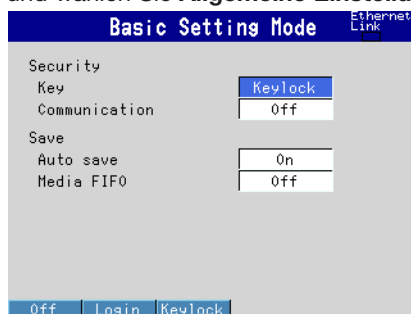 und wählen Sie Allgemeine
Basic Setting Mode
Ethernet
Link
Security
Key Keylock
Communication Off
Save
Auto save On
Media FIFO Off
Off Login Keylock